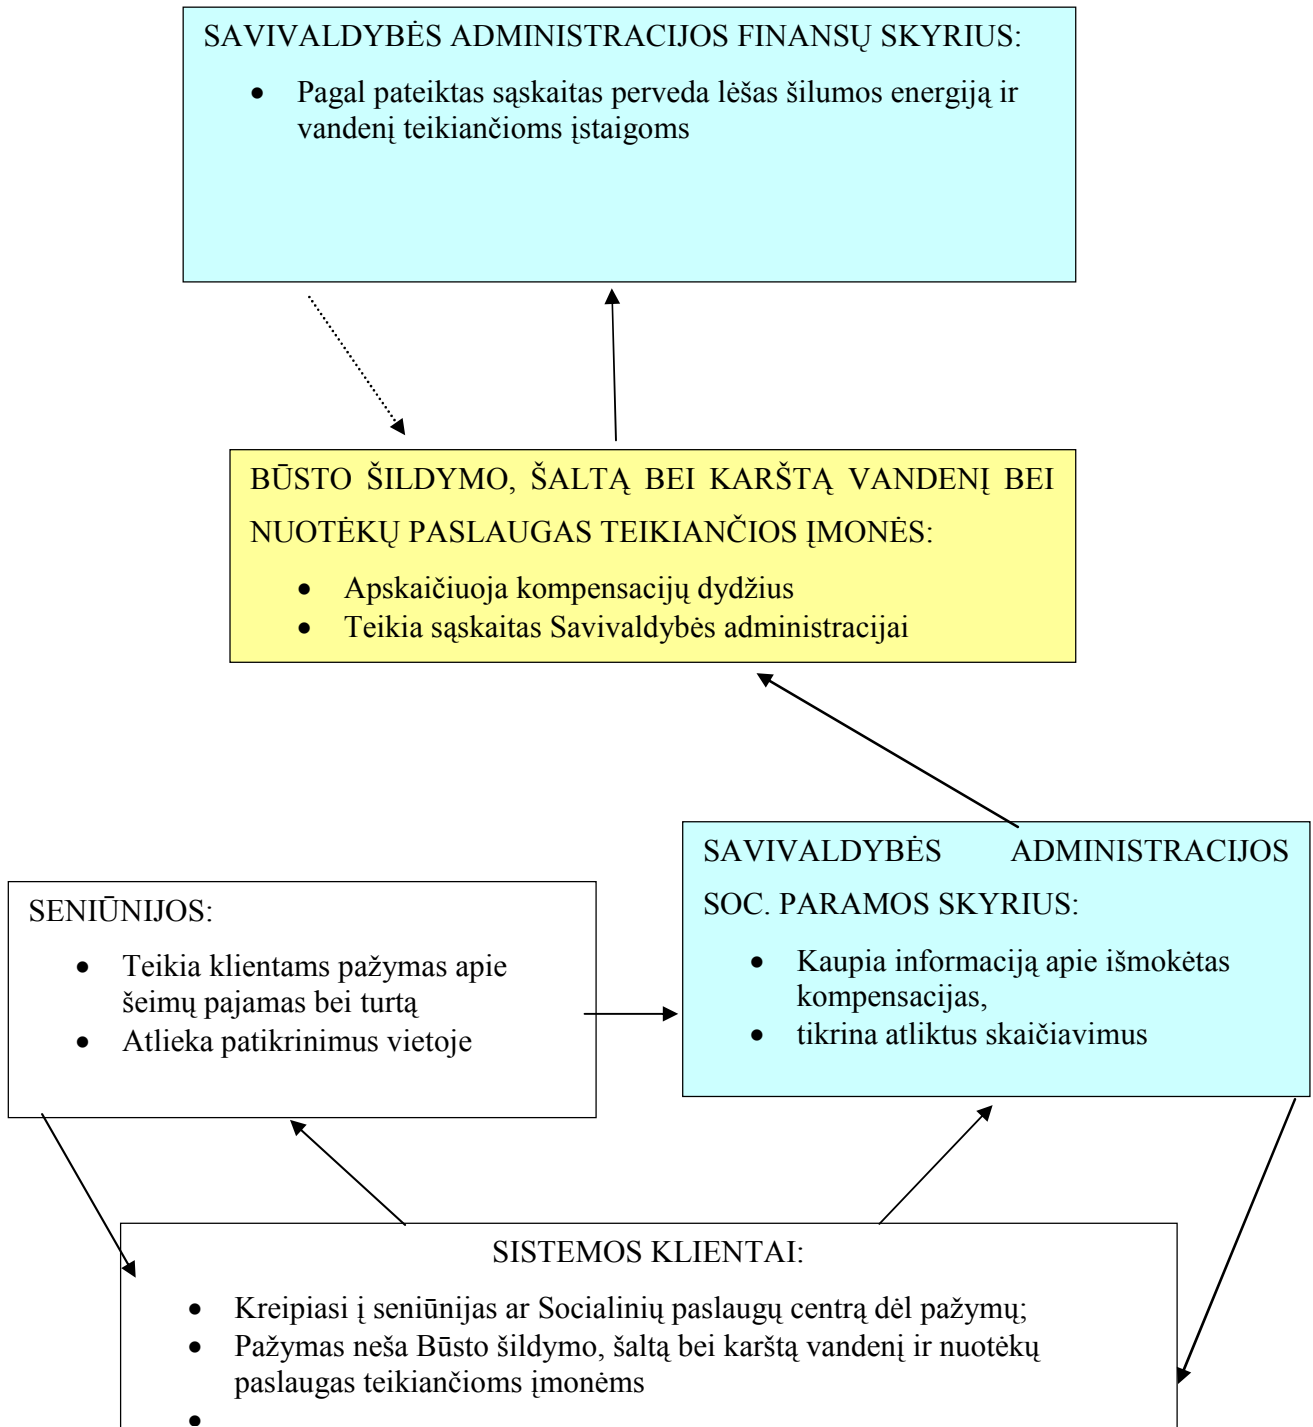 SAVIVALDYBĖS ADMINISTRACIJOS FINANSŲ SKYRIUS:
• Pagal pateiktas sąskaitas perveda lėšas šilumos energiją ir
vandenį teikiančioms įstaigoms
BŪSTO ŠILDYMO, ŠALTĄ BEI KARŠTĄ VANDENĮ BEI
NUOTĖKŲ PASLAUGAS TEIKIANČIOS ĮMONĖS:
• Apskaičiuoja kompensacijų dydžius
• Teikia sąskaitas Savivaldybės administracijai
SAVIVALDYBĖS ADMINISTRACIJOS
SOC. PARAMOS SKYRIUS:
• Kaupia informaciją apie išmokėtas
kompensacijas,
• tikrina atliktus skaičiavimus
SENIŪNIJOS:
• Teikia klientams pažymas apie
šeimų pajamas bei turtą
• Atlieka patikrinimus vietoje
SISTEMOS KLIENTAI:
• Kreipiasi į seniūnijas ar Socialinių paslaugų centrą dėl pažymų;
• Pažymas neša Būsto šildymo, šaltą bei karštą vandenį ir nuotėkų
paslaugas teikiančioms įmonėms
•